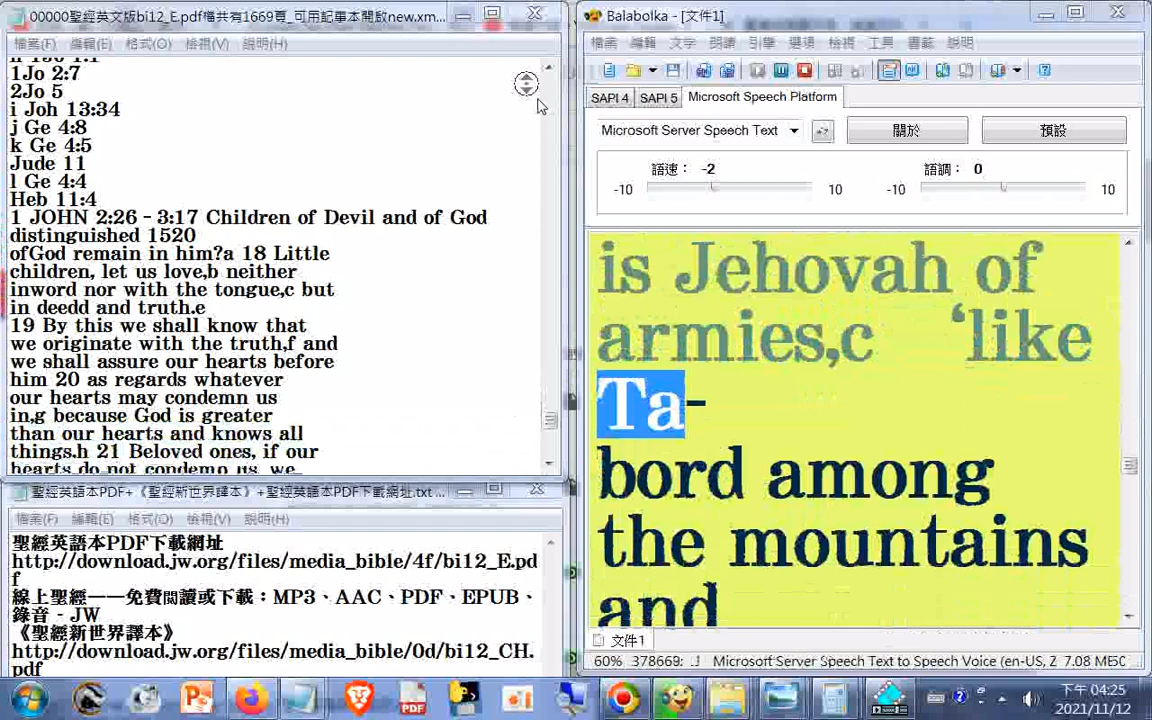 00000聖經英文版bi12_E.pdf檔共有1669頁_可用記事本開啟new.xm...
檔案(F) 編輯(E) 格式(O) 檢視(V) 說明(H)
1Jo 2:7
2Jo 5
i Joh 13:34
j Ge 4:8
k Ge 4:5
Jude 11
l Ge 4:4
Heb 11:4
1 JOHN 2:26 - 3:17 Children of Devil and of God
distinguished 1520
ofGod remain in him?a 18 Little
children, let us love,b neither
inword nor with the tongue,c but
in deedd and truth.e
19 By this we shall know that
we originate with the truth,f and
we shall assure our hearts before
him 20 as regards whatever
our hearts may condemn us
in,g because God is greater
than our hearts and knows all
things.h 21 Beloved ones, if our
hearts do not condemn us, we
聖經英語本PDF+《聖經新世界譯本》+聖經英語本PDF下載網址.txt ...
檔案(F) 編輯(E) 格式(O) 檢視(V) 說明(H)
聖經英語本PDF下載網址
http://download.jw.org/files/media_bible/4f/bi12_E.pd
f
線上聖經——免費閱讀或下載：MP3、AAC、PDF、EPUB、
錄音 - JW
《聖經新世界譯本》
http://download.jw.org/files/media_bible/0d/bi12_CH.
pdf
Balabolka - [文件1]
檔案 編輯 文字 朗讀 引擎 選項 檢視 工具 書籤 說明
SAPI 4 SAPI 5 Microsoft Speech Platform
Microsoft Server Speech Text 關於 預設
語速： -2 語調： 0
-10 10 -10 10
is Jehovah of
armies,c ‘like
Ta-
bord among
the mountains
and
文件1
60% 378669: Microsoft Server Speech Text to Speech Voice (en-US, Z 7.08 МБ
下午 04:25
2021/11/12